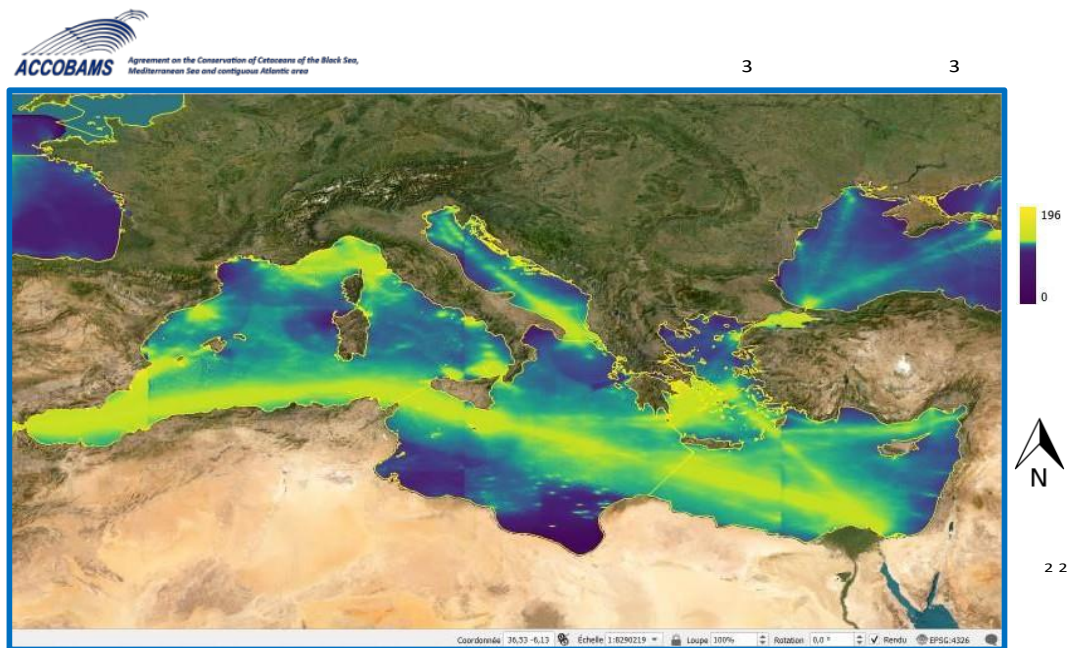 ACCOBAMS
Agreement on the Conservation of Cetaceans of the Black Sea,
Mediterranean Sea and contiguous Atlantic area
3 3
196
0
N
2 2
Coordonnée 36,53 -6,13 Échelle 1:8290219 Loupe 100% Rotation 0,0 ° Rendu EPSG:4326